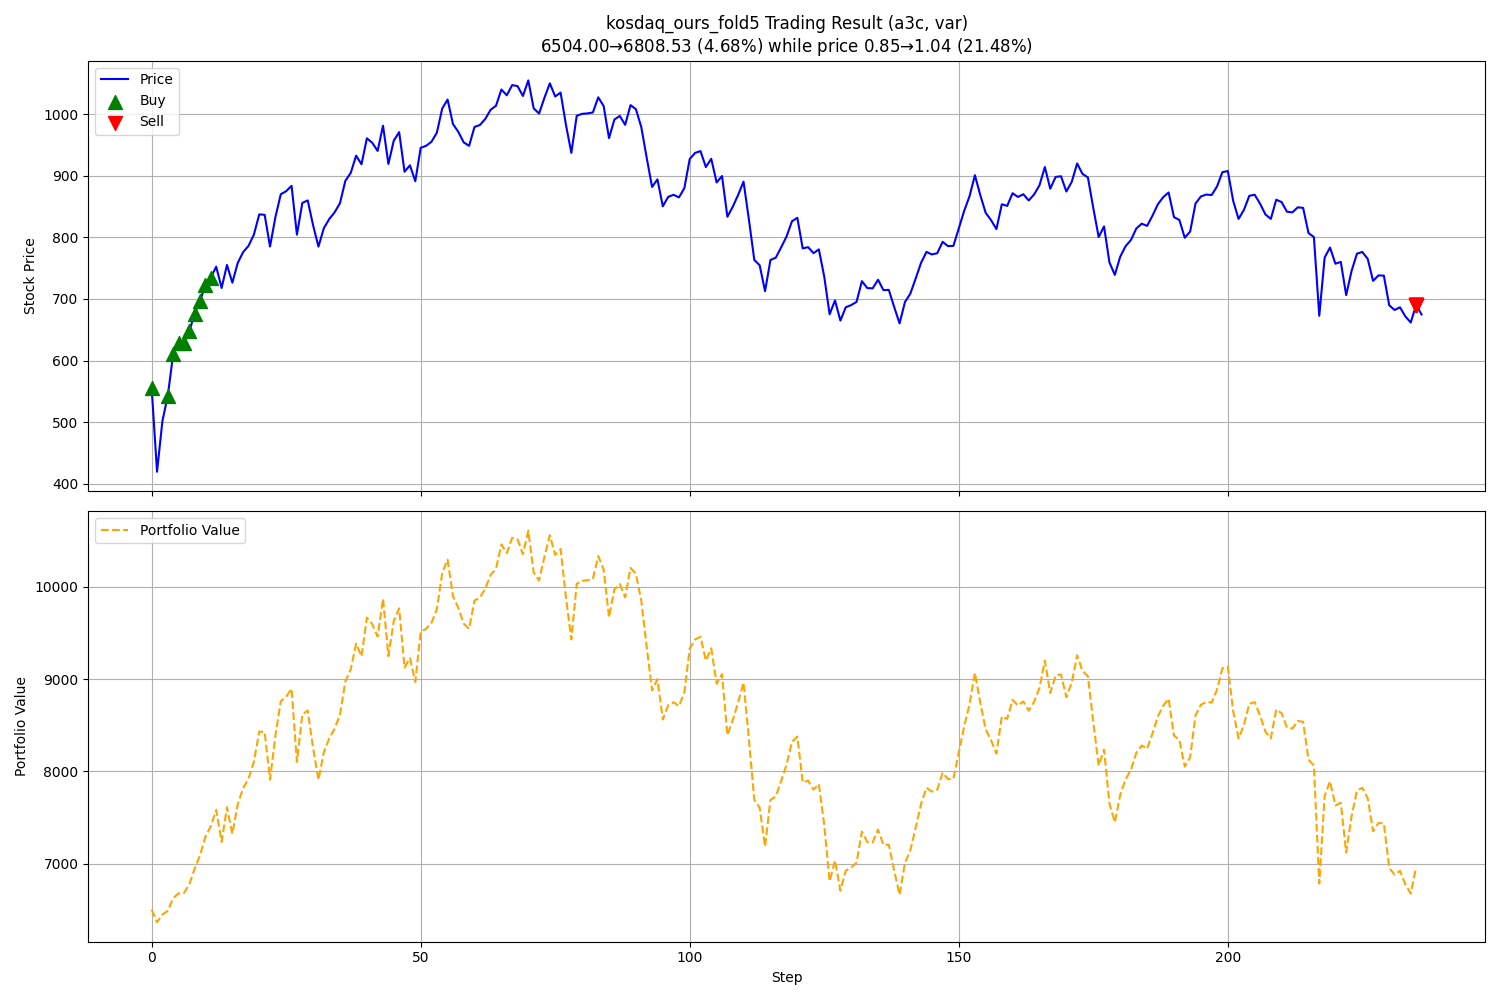 kosdaq_ours_fold5 Trading Result (a3c, var)
6504.00→6808.53 (4.68%) while price 0.85→1.04 (21.48%)
Price
Buy
Sell
Stock Price
1000
900
800
700
600
500
400
Portfolio Value
Portfolio Value
10000
9000
8000
7000
0
50
100
150
200
Step